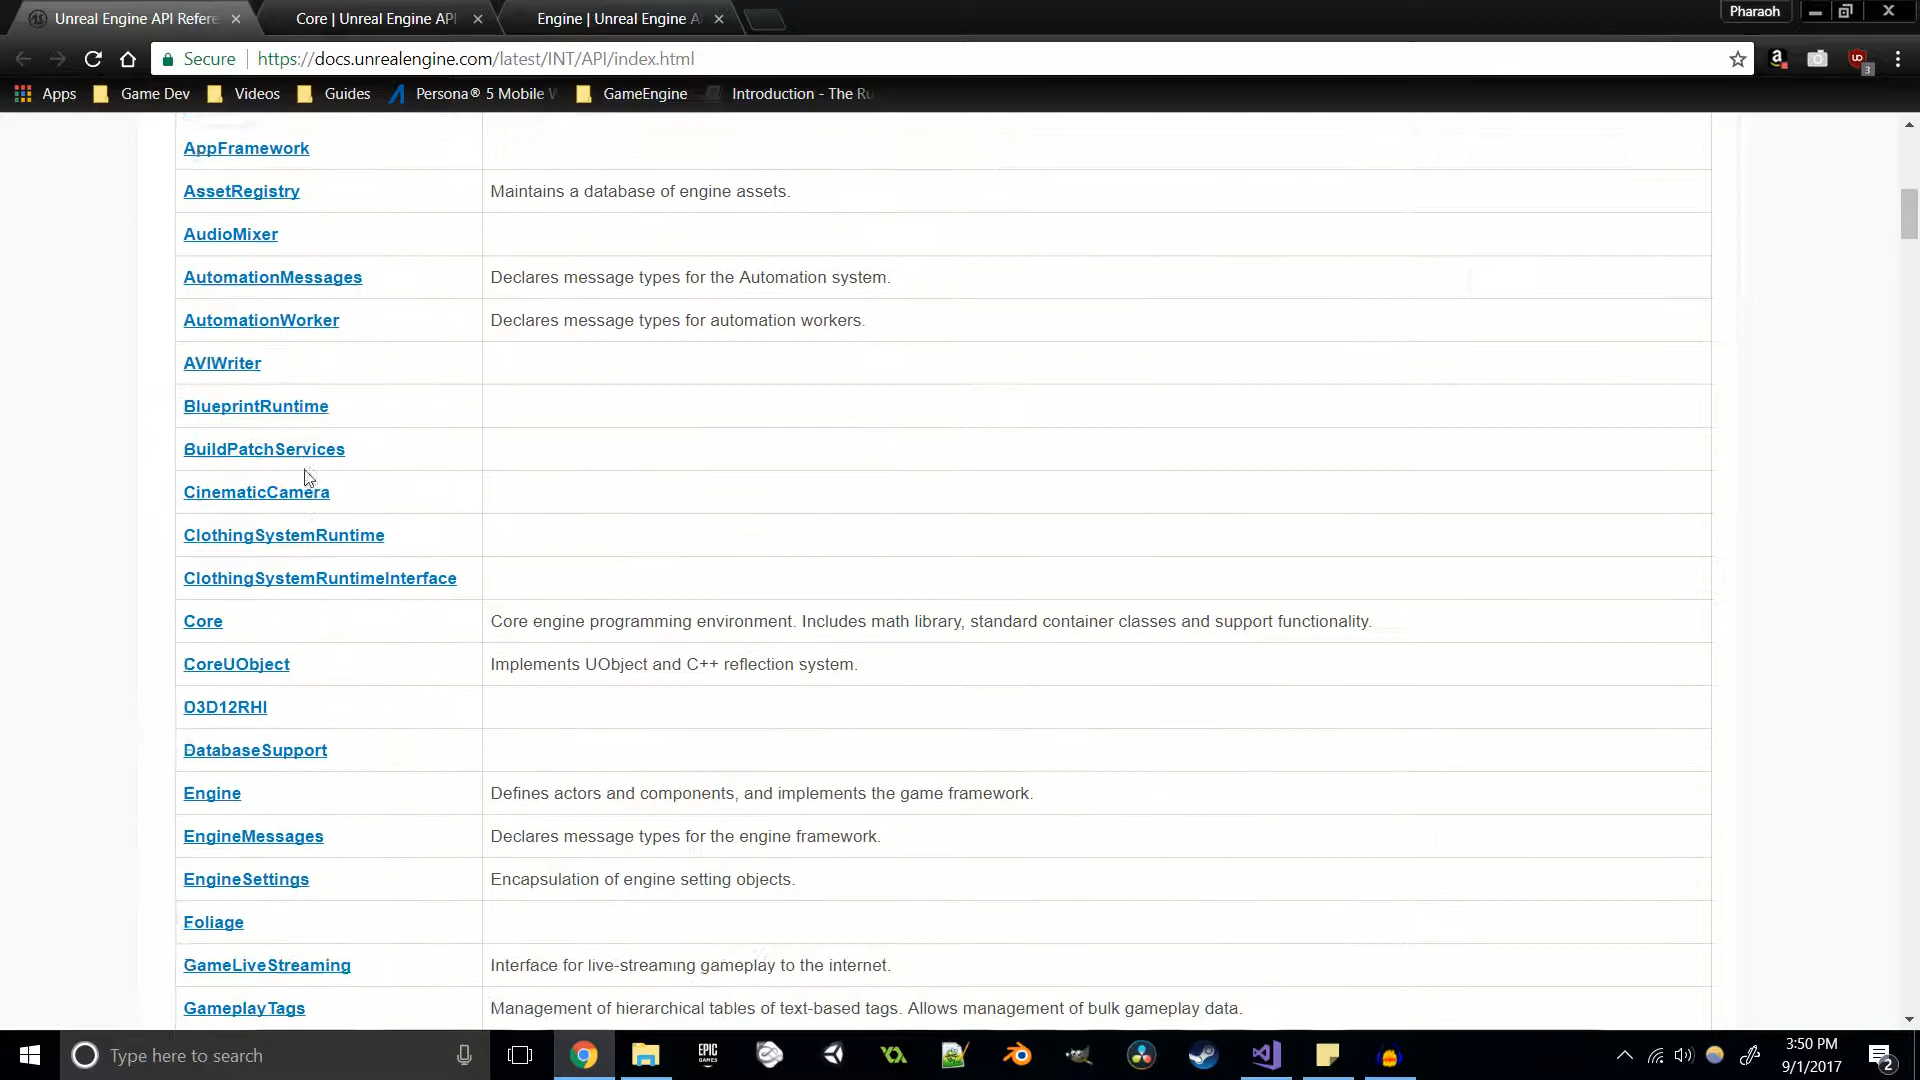 Unreal Engine API Refere
Core | Unreal Engine API
Engine | Unreal Engine A
Pharaoh
Secure
https://docs.unrealengine.com/latest/INT/API/index.html
3
Apps
Game Dev
Videos
Guides
Persona® 5 Mobile
GameEngine
Introduction - The Ru
AppFramework
AssetRegistry
Maintains a database of engine assets.
AudioMixer
AutomationMessages
Declares message types for the Automation system.
AutomationWorker
Declares message types for automation workers.
AVIWriter
BlueprintRuntime
BuildPatchServices
CinematicCamera
ClothingSystemRuntime
ClothingSystemRuntimeInterface
Core
Core engine programming environment. Includes math library, standard container classes and support functionality.
CoreUObject
Implements UObject and C++ reflection system.
D3D12RHI
DatabaseSupport
Engine
Defines actors and components, and implements the game framework.
EngineMessages
Declares message types for the engine framework.
EngineSettings
Encapsulation of engine setting objects.
Foliage
GameLiveStreaming
Interface for live-streaming gameplay to the internet.
GameplayTags
Management of hierarchical tables of text-based tags. Allows management of bulk gameplay data.
Type here to search
EPIC
GAMES
3:50 PM
9/1/2017
2